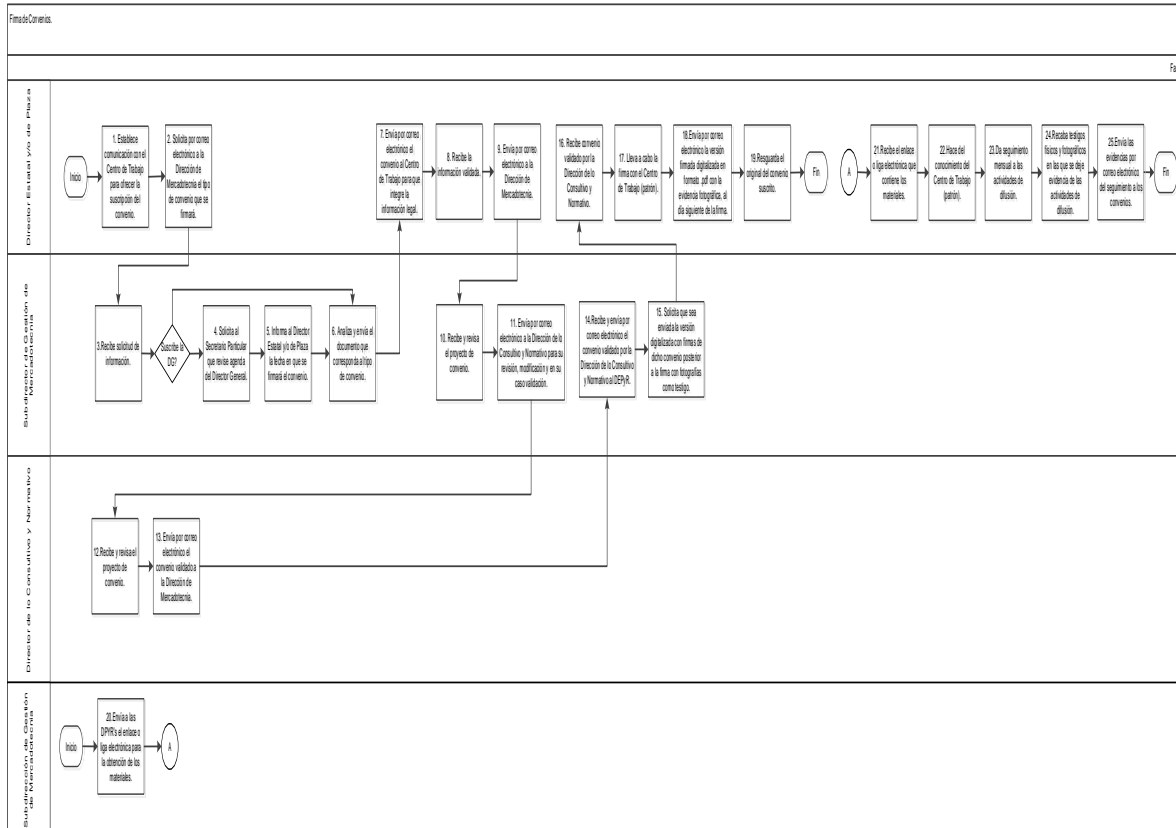 Firma de Convenios.
Fa
Director Estatal y/o de Plaza
Inicio
1. Establece
comunicación con el
Centro de Trabajo
para ofrecer la
suscripción del
convenio.
2. Solicita por correo
electrónico a la
Dirección de
Mercadotecnia el tipo
de convenio que se
firmará.
7. Envía por correo
electrónico el
convenio al Centro
de Trabajo para que
integre la
información legal.
8. Recibe la
información validada.
9. Envía por correo
electrónico a la
Dirección de
Mercadotecnia.
16. Recibe convenio
validado por la
Dirección de lo
Consultivo y
Normativo.
17. Lleva a cabo la
firma con el Centro
de Trabajo (patrón).
18.Envía por correo
electrónico la versión
firmada digitalizada en
formato .pdf con la
evidencia fotográfica, al
día siguiente de la firma.
19.Resguarda el
original del convenio
suscrito.
Fin
A
21.Recibe el enlace
o liga electrónica que
contiene los
materiales.
22.Hace del
conocimiento del
Centro de Trabajo
(patrón).
23.Da seguimiento
mensual a las
actividades de
difusión.
24.Recaba testigos
físicos y fotográficos
en las que se deje
evidencia de las
actividades de
difusión.
25.Envía las
evidencias por
correo electrónico
del seguimiento a los
convenios.
Fin
Subdirector de Gestión de
Mercadotecnia
3.Recibe solicitud de
información.
Suscribe la
DG?
4. Solicita al
Secretario Particular
que revise agenda
del Director General.
5. Informa al Director
Estatal y/o de Plaza
la fecha en que se
firmará el convenio.
6. Analiza y envía el
documento que
corresponda al tipo
de convenio.
10. Recibe y revisa
el proyecto de
convenio.
11. Envía por correo
electrónico a la Dirección de lo
Consultivo y Normativo para su
revisión, modificación y en su
caso validación.
14.Recibe y envía por
correo electrónico el
convenio validado por la
Dirección de lo Consultivo
y Normativo al DEPyR.
15. Solicita que sea
enviada la versión
digitalizada con firmas de
dicho convenio posterior
a la firma con fotografías
como testigo.
Director de lo Consultivo y Normativo
12.Recibe y revisa el
proyecto de
convenio.
13. Envía por correo
electrónico el
convenio validado a
la Dirección de
Mercadotecnia.
Subdirección de Gestión
de Mercadotecnia
Inicio
20.Envía a las
DPYR's el enlace o
liga electrónica para
la obtención de los
materiales.
A